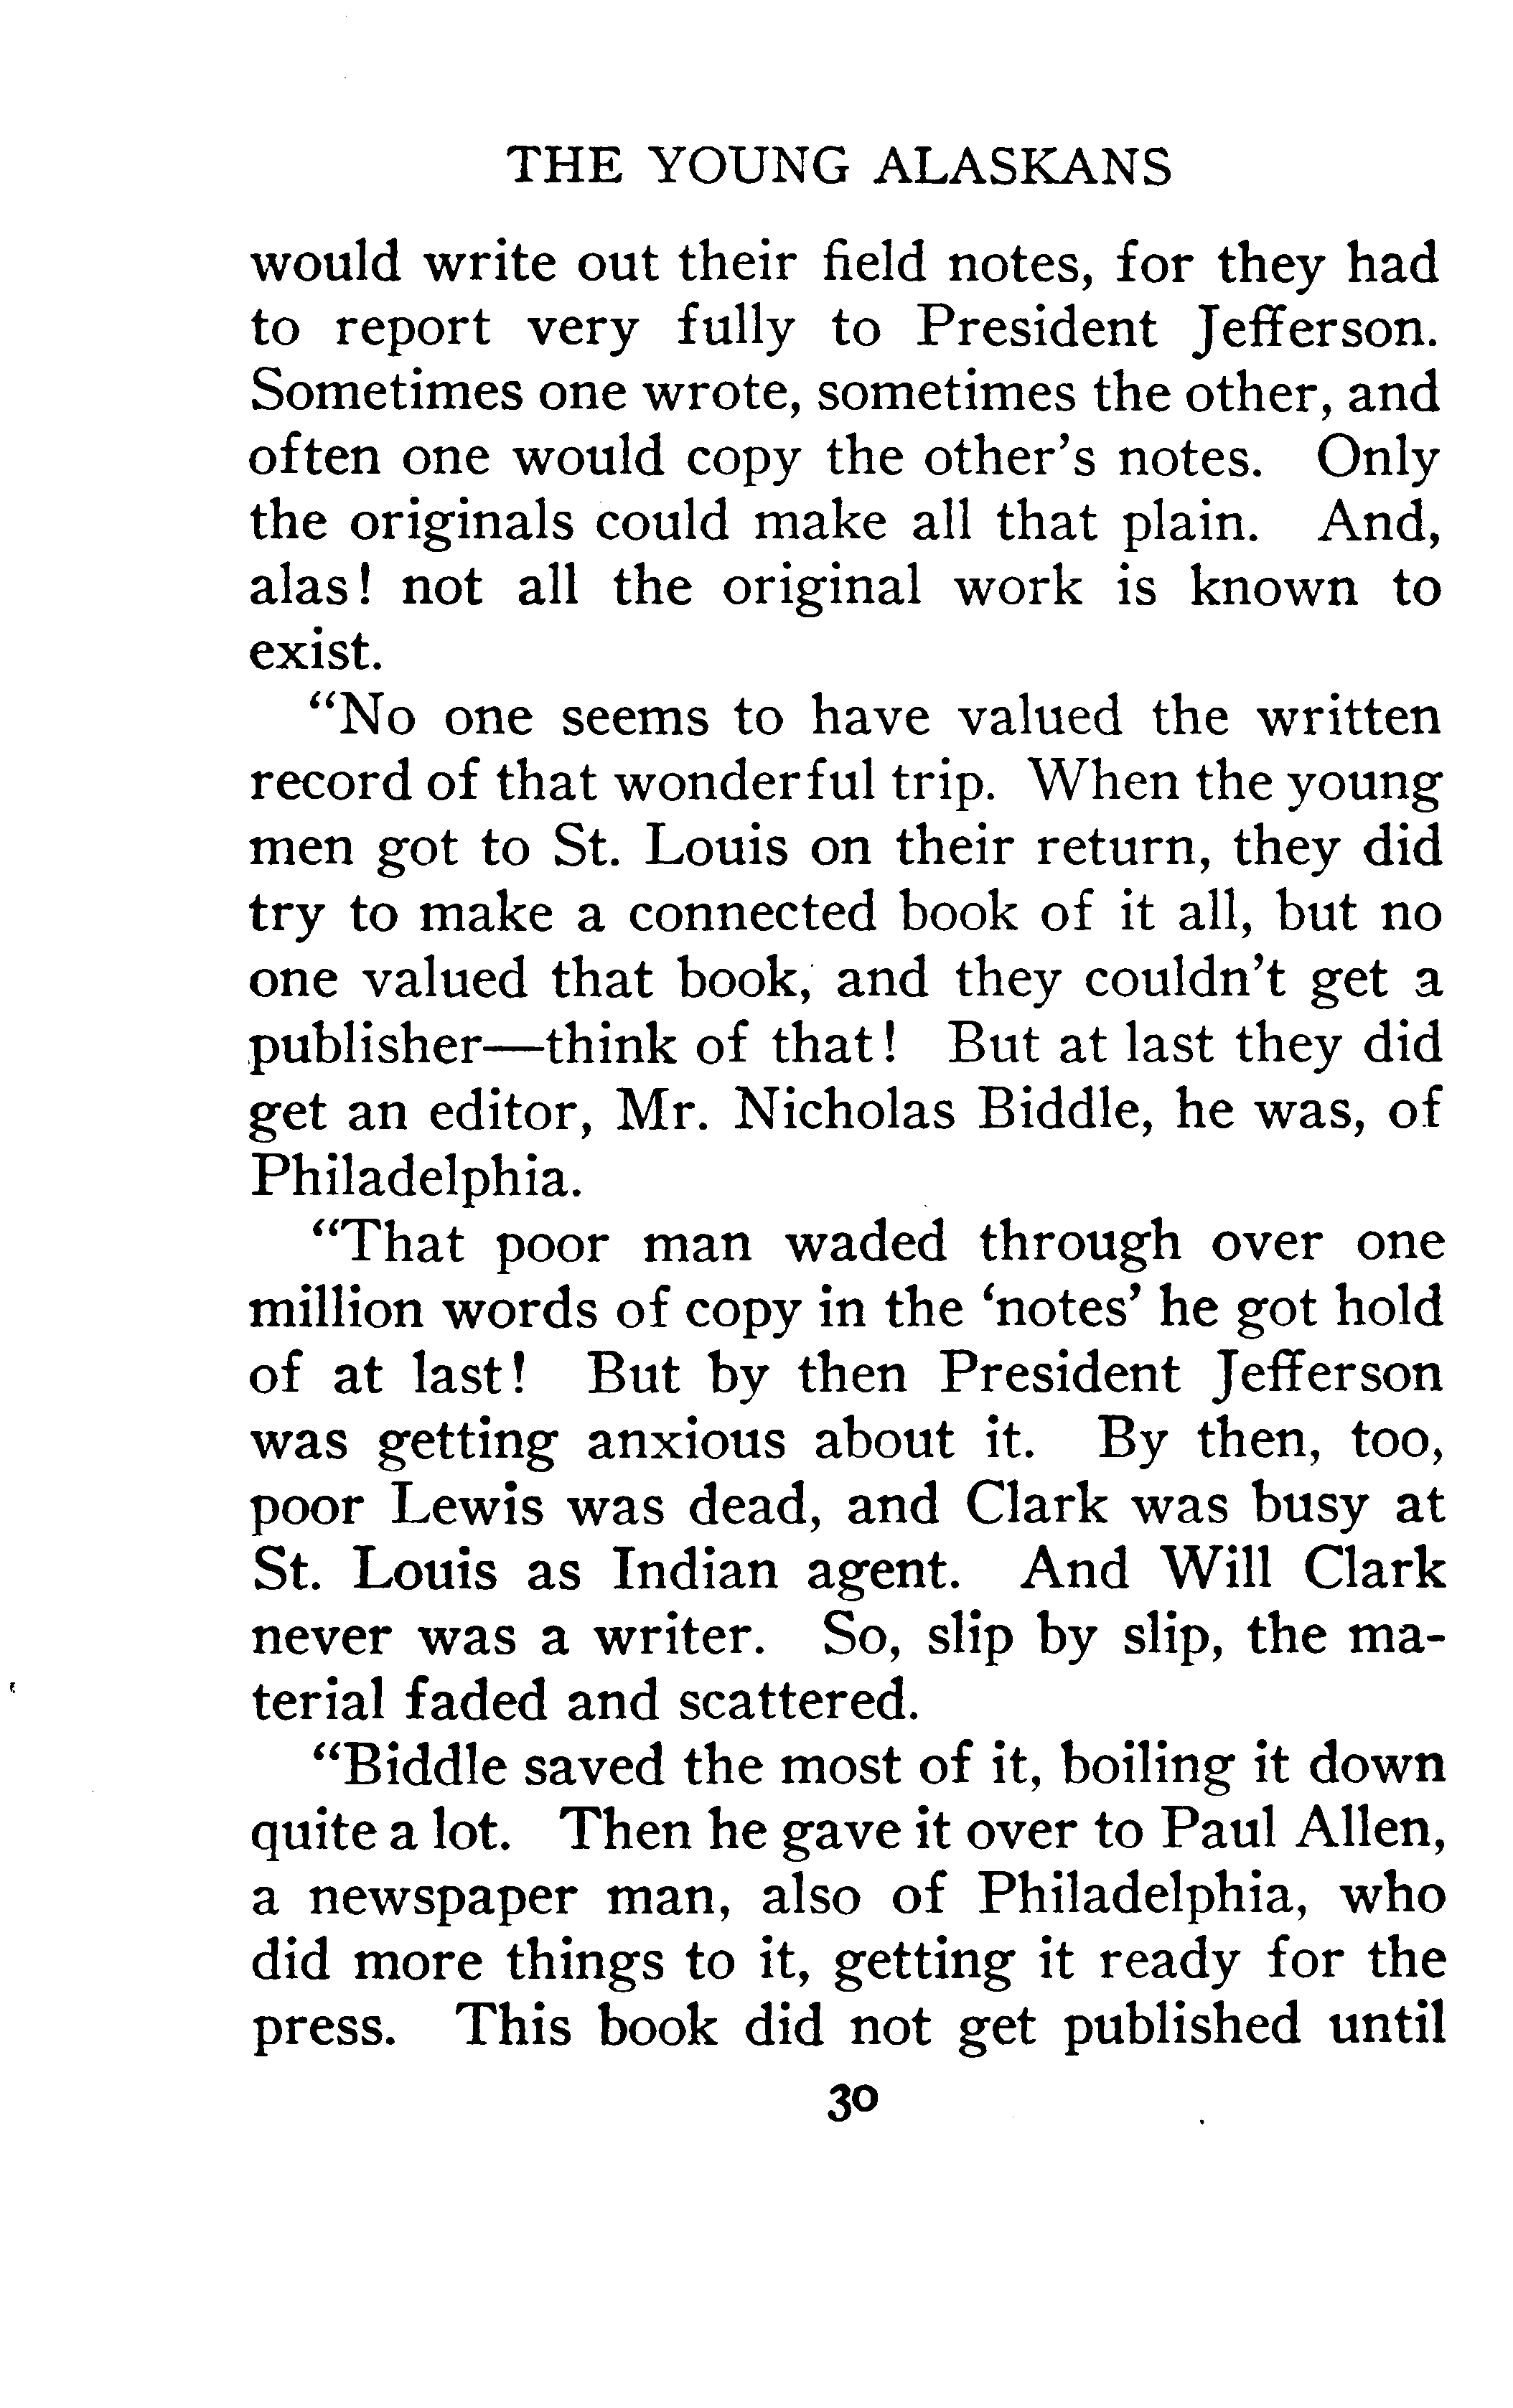 THE YOUNG ALASKANS
would write out their field notes, for they had
to report very fully to President Jefferson.
Sometimes one wrote, sometimes the other, and
often one would copy the other's notes. Only
the originals could make all that plain. And,
alas! not all the original work is known to
exist.
"No one seems to have valued the written
record of that wonderful trip. When the young
men got to St. Louis on their return, they did
try to make a connected book of it all, but no
one valued that book, and they couldn't get a
publisher—think of that! But at last they did
get an editor, Mr. Nicholas Biddle, he was, of
Philadelphia.
"That poor man waded through over one
million words of copy in the 'notes' he got hold
of at last! But by then President Jefferson
was getting anxious about it. By then, too,
poor Lewis was dead, and Clark was busy at
St. Louis as Indian agent. And Will Clark
never was a writer. So, slip by slip, the ma-
terial faded and scattered.
"Biddle saved the most of it, boiling it down
quite a lot. Then he gave it over to Paul Allen,
a newspaper man, also of Philadelphia, who
did more things to it, getting it ready for the
press. This book did not get published until
30